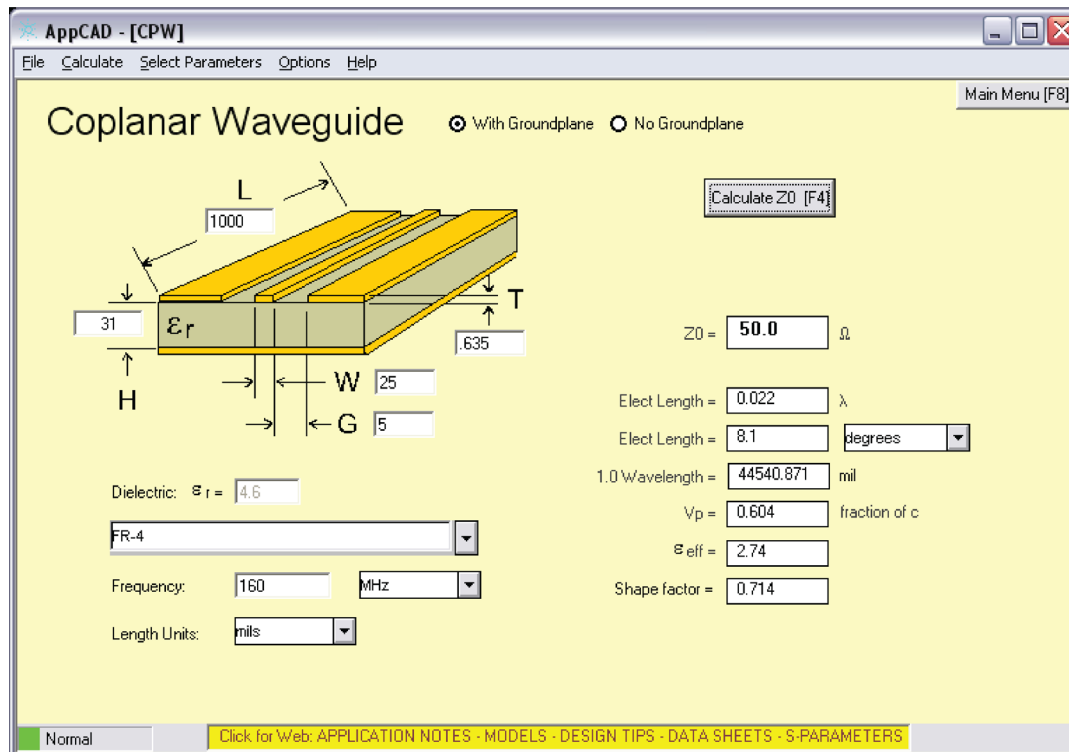 AppCAD - [CPW]
File Calculate Select Parameters Options Help
Main Menu [F8]
Coplanar Waveguide
With Groundplane No Groundplane
Calculate Z0 [F4]
L
1000
31
εr
T
.635
H
W 25
G 5
Z0 = 50.0 Ω
Elect Length = 0.022 λ
Elect Length = 8.1 degrees
1.0 Wavelength = 44540.871 mil
Vp = 0.604 fraction of c
ε eff = 2.74
Shape factor = 0.714
Dielectric: ε r = 4.6
FR-4
Frequency: 160 MHz
Length Units: mils
Normal
Click for Web: APPLICATION NOTES - MODELS - DESIGN TIPS - DATA SHEETS - S-PARAMETERS